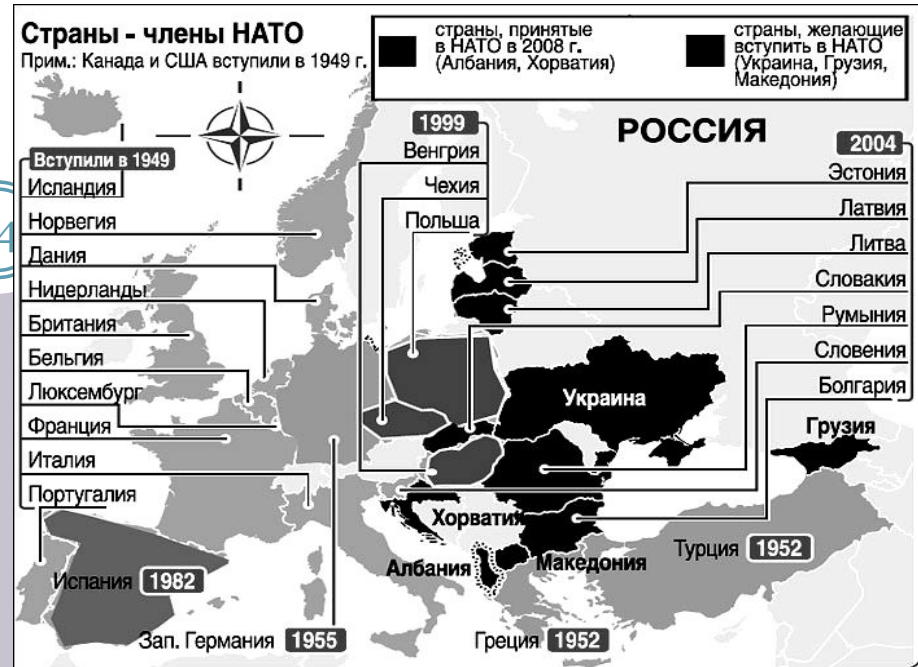 Страны - члены НАТО
Прим.: Канада и США вступили в 1949 г.
страны, принятые
в НАТО в 2008 г.
(Албания, Хорватия)
страны, желающие
вступить в НАТО
(Украина, Грузия,
Македония)
РОССИЯ
Вступили в 1949
Исландия
Норвегия
Дания
Нидерланды
Британия
Бельгия
Люксембург
Франция
Италия
Португалия
1999
Венгрия
Чехия
Польша
2004
Эстония
Латвия
Литва
Словакия
Румыния
Словения
Болгария
Украина
Грузия
Хорватия
Албания
Македония
Турция 1952
Испания 1982
Зап. Германия 1955
Греция 1952
4